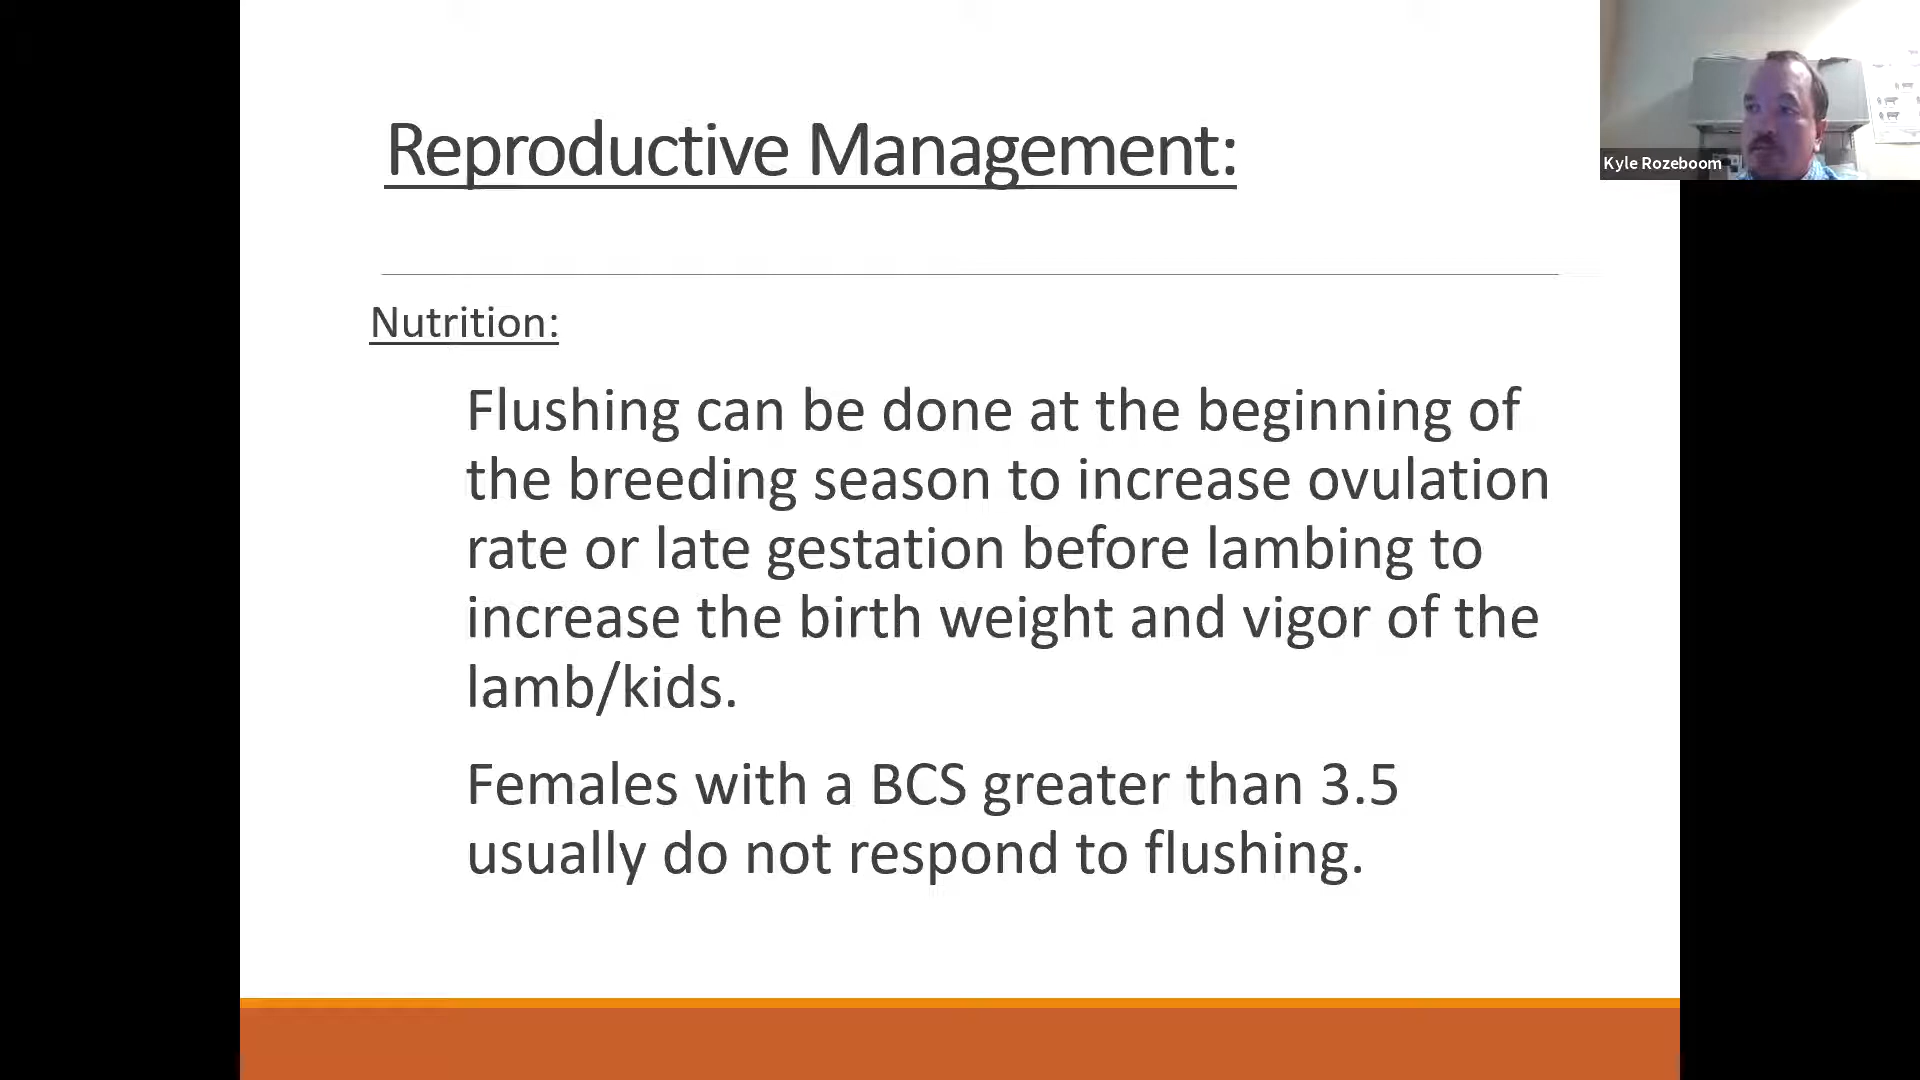 Reproductive Management:
Kyle Rozeboom
Nutrition:
Flushing can be done at the beginning of
the breeding season to increase ovulation
rate or late gestation before lambing to
increase the birth weight and vigor of the
lamb/kids.
Females with a BCS greater than 3.5
usually do not respond to flushing.